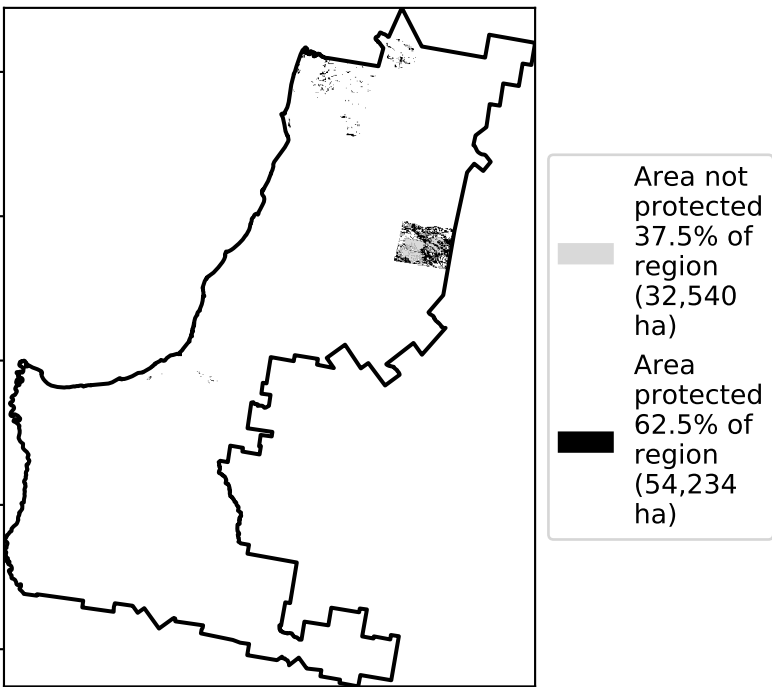 Area not
protected
37.5% of
region
(32,540
ha)
Area
protected
62.5% of
region
(54,234
ha)